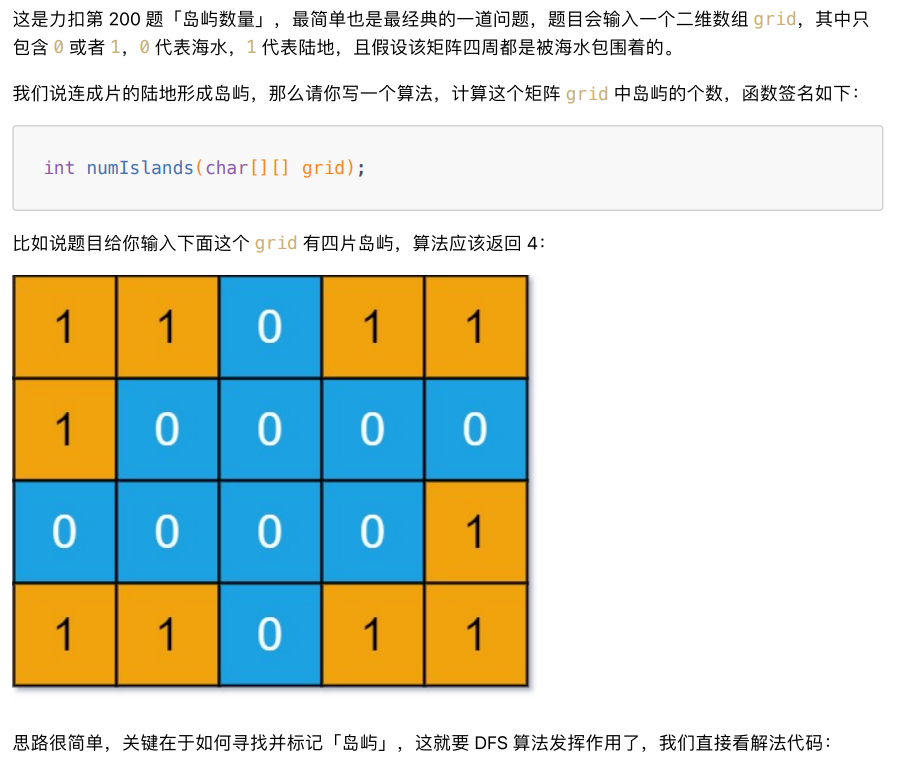 这是力扣第 200 题「岛屿数量」，最简单也是最经典的一道问题，题目会输入一个二维数组 grid，其中只
包含 0 或者 1，0 代表海水，1 代表陆地，且假设该矩阵四周都是被海水包围着的。
我们说连成片的陆地形成岛屿，那么请你写一个算法，计算这个矩阵 grid 中岛屿的个数，函数签名如下：
int numIslands(char[][] grid);
比如说题目给你输入下面这个 grid 有四片岛屿，算法应该返回 4：
1 1 0 1 1
1 0 0 0 0
0 0 0 0 1
1 1 0 1 1
思路很简单，关键在于如何寻找并标记「岛屿」，这就要 DFS 算法发挥作用了，我们直接看解法代码：